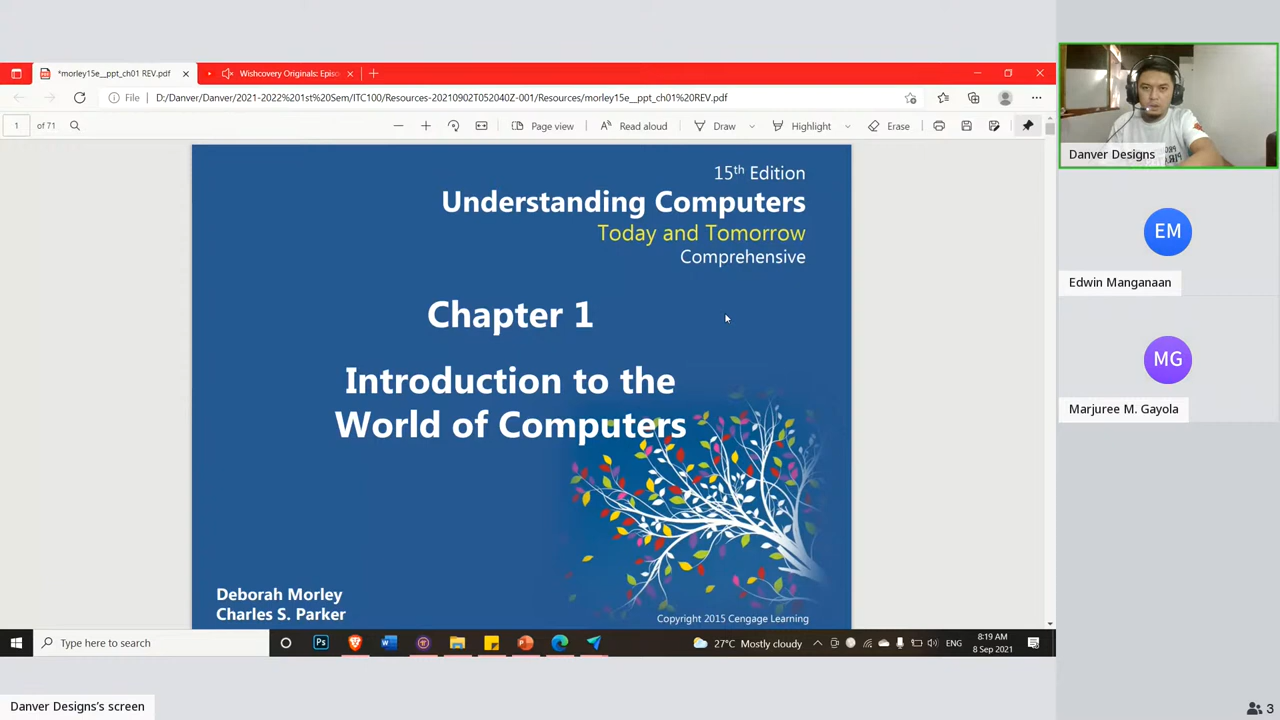 *morley15e__ppt_ch01 REV.pdf
Wishcovery Originals: Epis
File
D:/Danver/Danver/2021-2022%201st%20Sem/ITC100/Resources-20210902T052040Z-001/Resources/morley15e__ppt_ch01%20REV.pdf
1 of 71
Page view
Read aloud
Draw
Highlight
Erase
15th Edition
Understanding Computers
Today and Tomorrow
Comprehensive
Chapter 1
Introduction to the
World of Computers
Deborah Morley
Charles S. Parker
Copyright 2015 Cengage Learning
Type here to search
Ps
27°C Mostly cloudy
ENG
8:19 AM
8 Sep 2021
Danver Designs's screen
Danver Designs
EM
Edwin Manganaan
MG
Marjuree M. Gayola
3